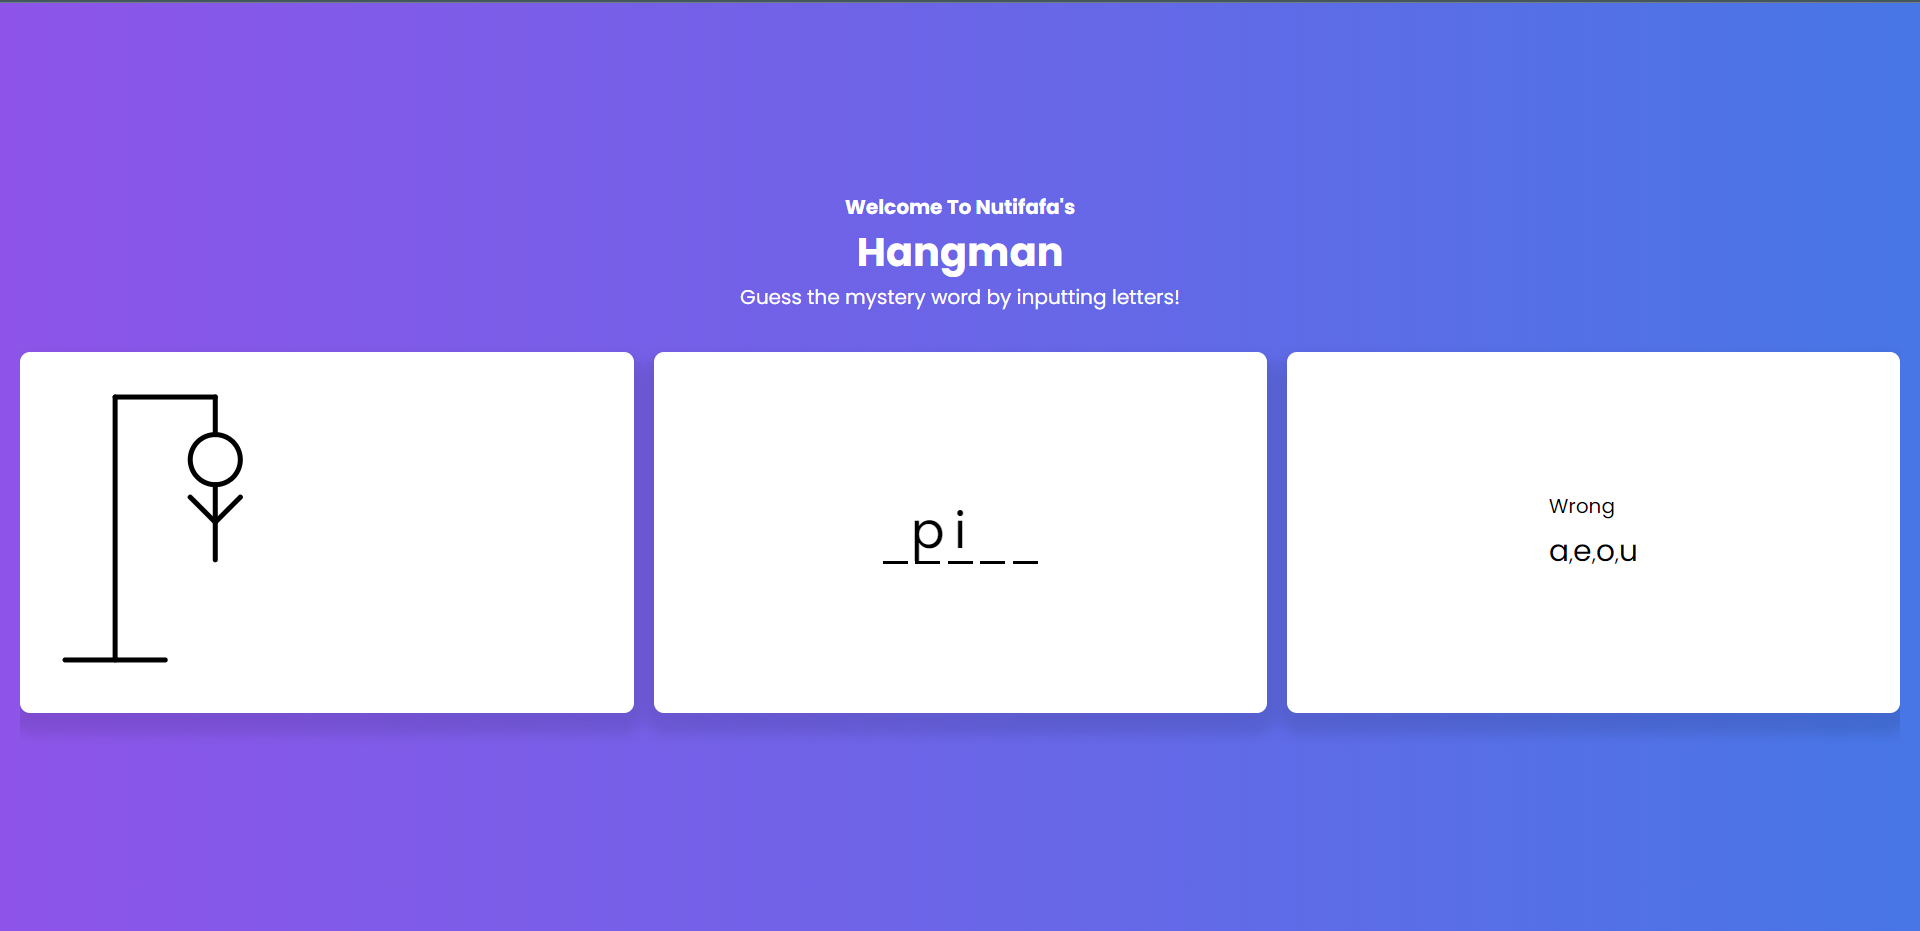 Welcome To Nutifafa's
Hangman
Guess the mystery word by inputting letters!
_ p i _ _
Wrong
a,e,o,u